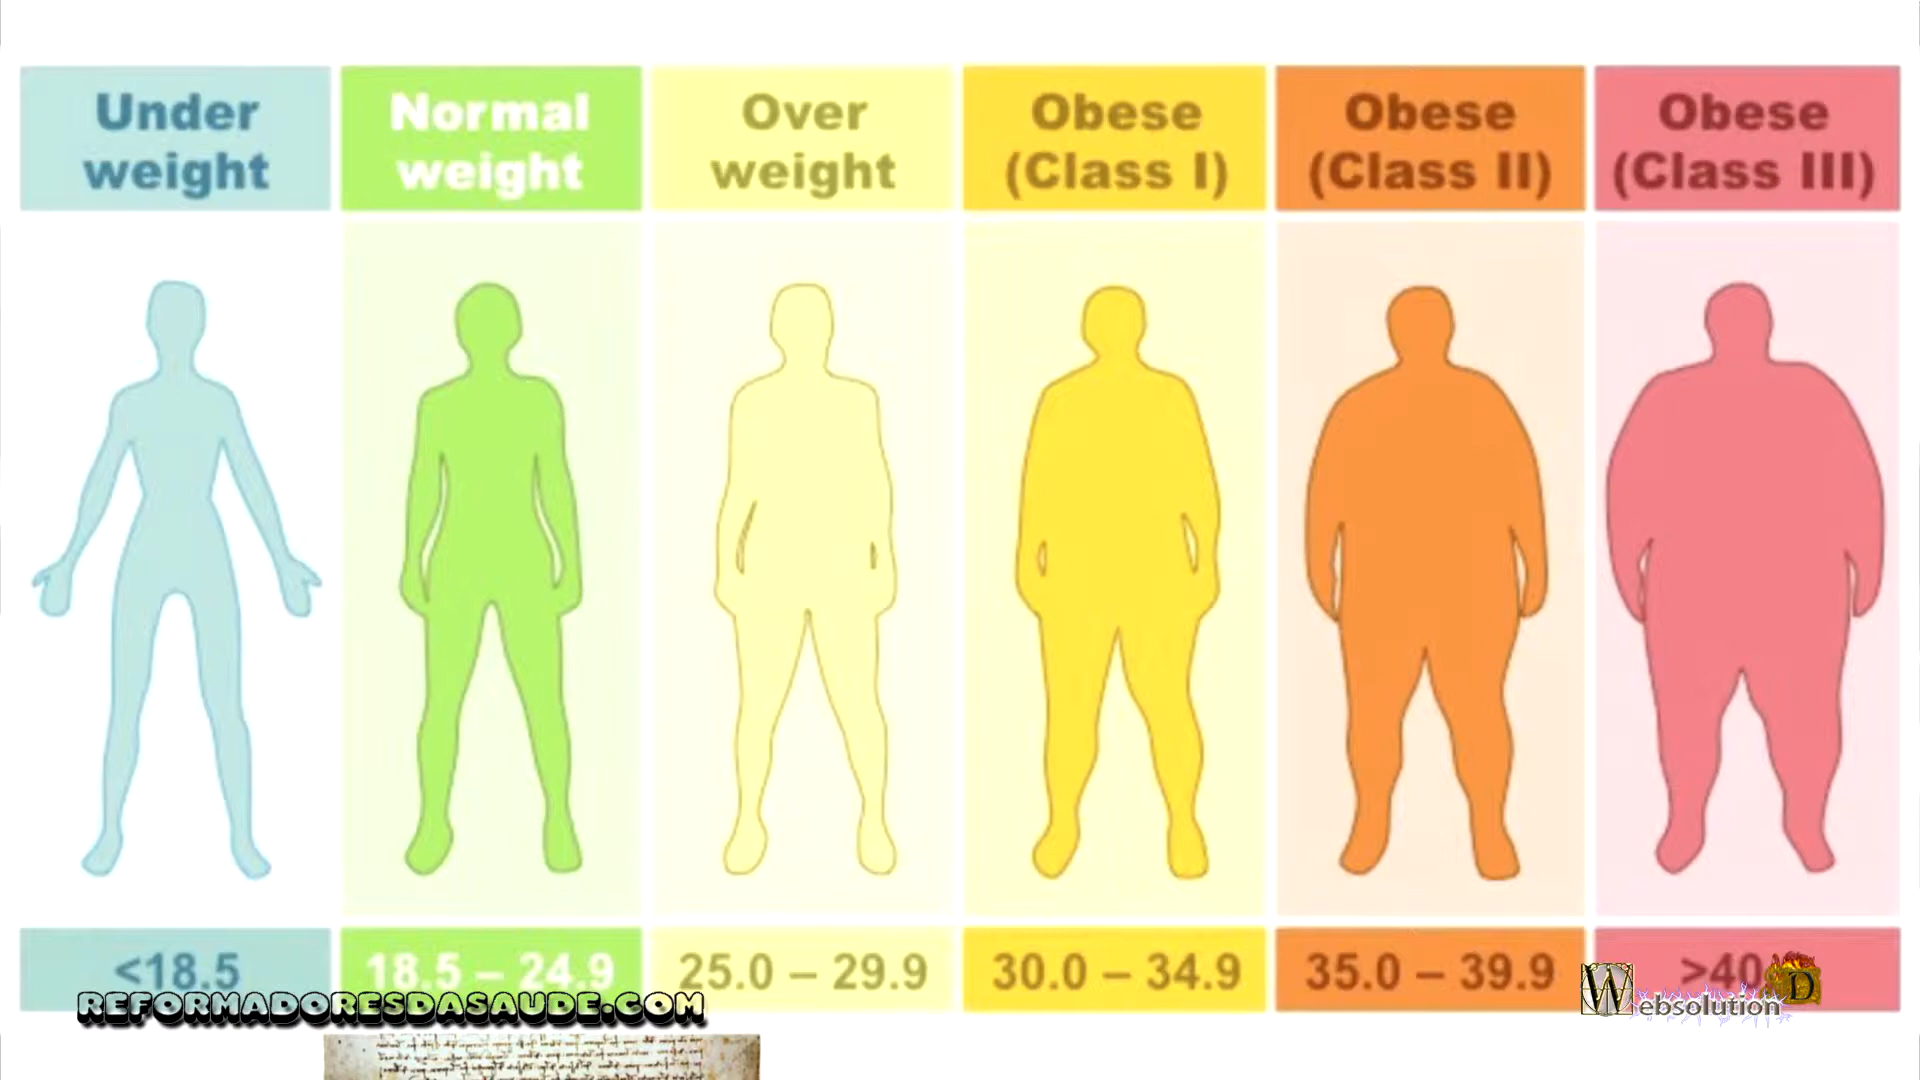 Under
weight
Normal
weight
Over
weight
Obese
(Class I)
Obese
(Class II)
Obese
(Class III)
<18.5
18.5 – 24.9
25.0 – 29.9
30.0 – 34.9
35.0 – 39.9
>40
REFORMADORESDASAUDE.COM
Websolution
D